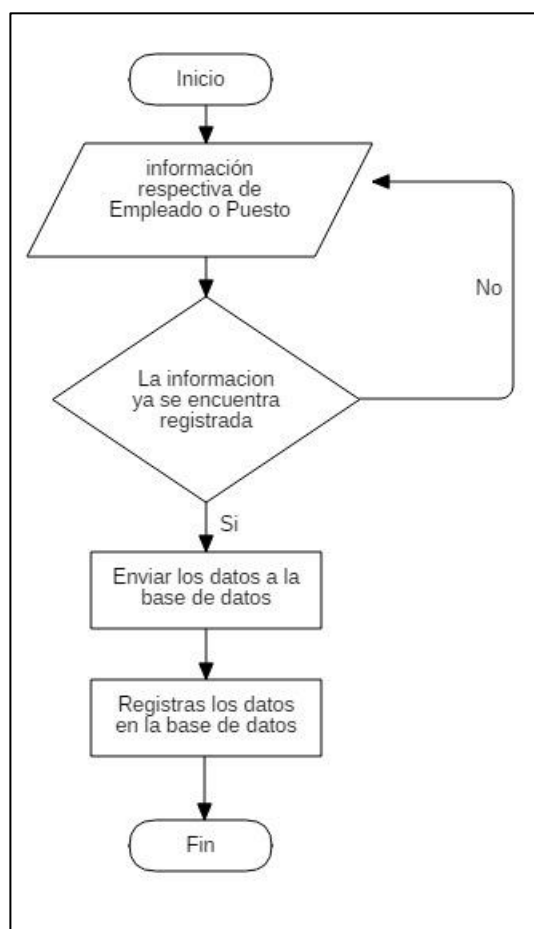 Inicio
información
respectiva de
Empleado o Puesto
No
La informacion
ya se encuentra
registrada
Si
Enviar los datos a la
base de datos
Registras los datos
en la base de datos
Fin